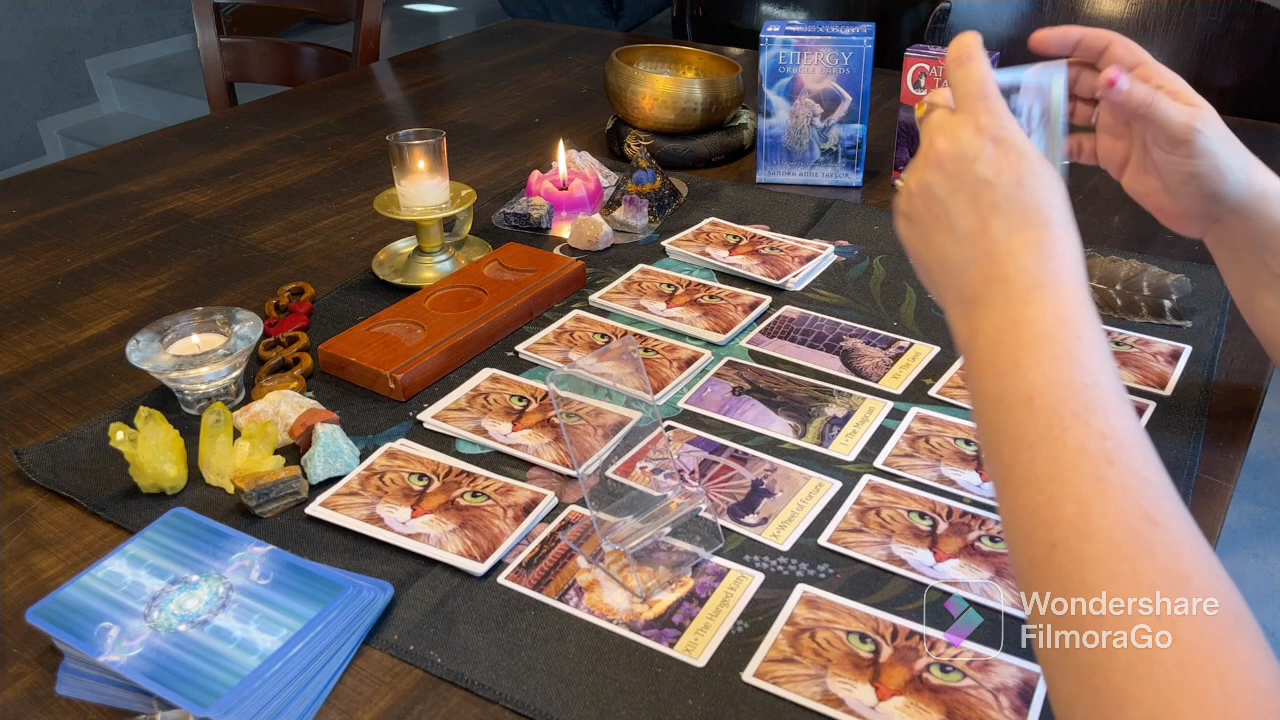 ENERGY
ORACLE CARDS
SANDRA ANNE TAYLOR
XV • The Devil
I • The Magician
X • Wheel of Fortune
XII • The Hanged Kitty
Wondershare
FilmoraGo